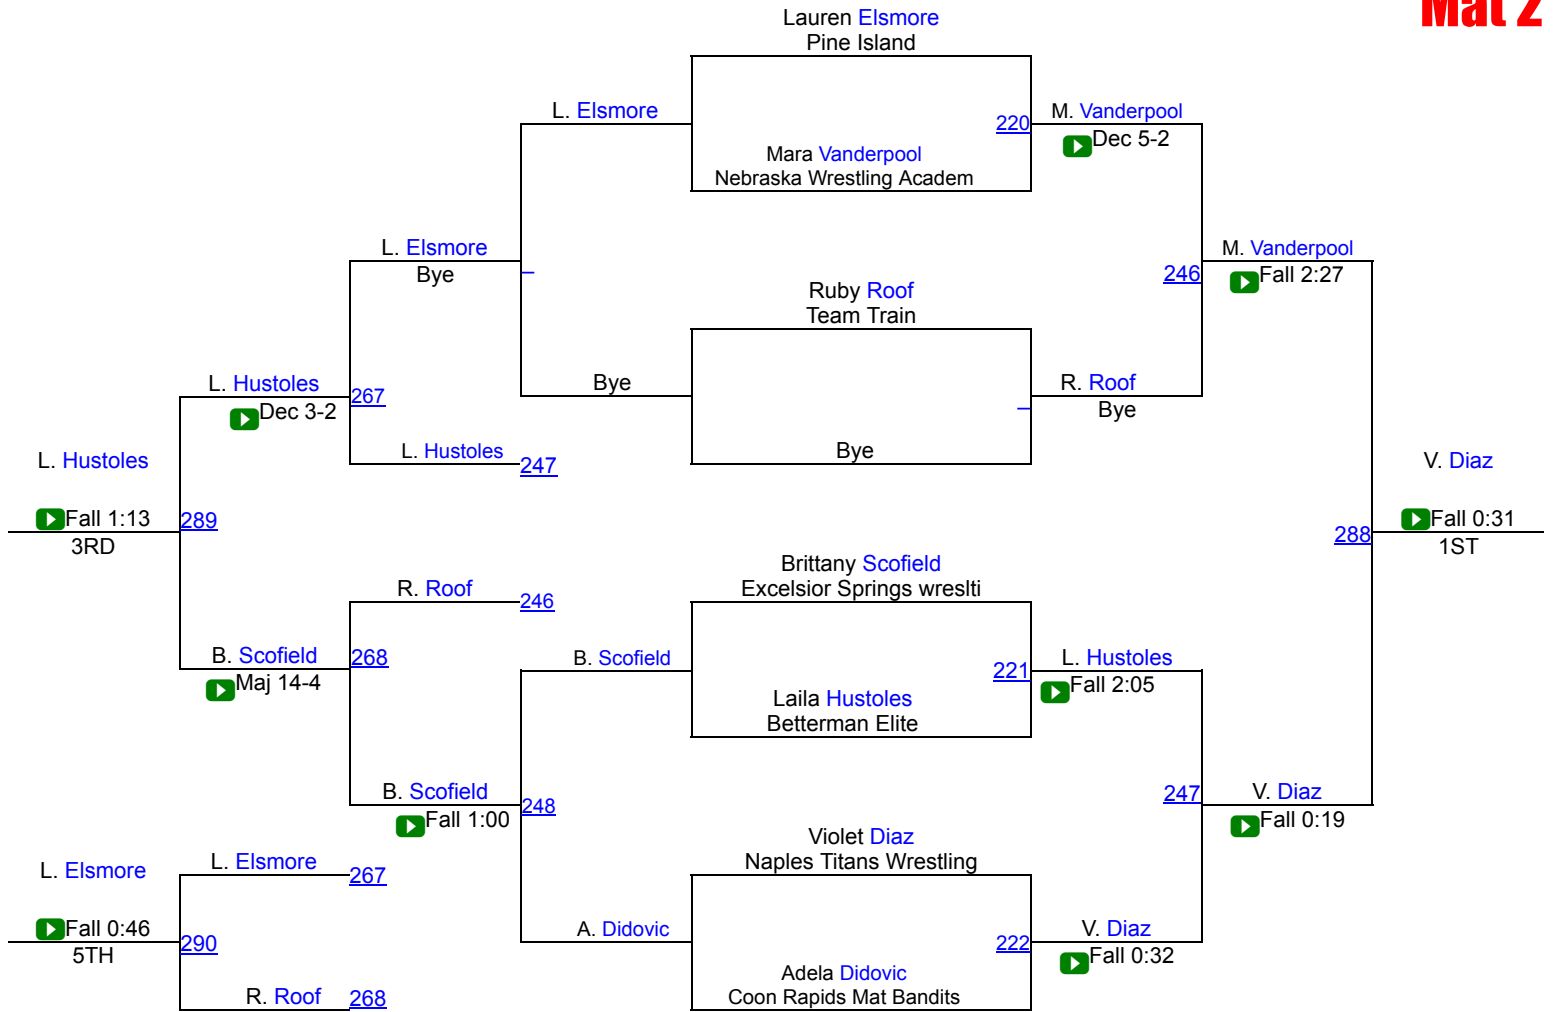 Mat 2
Lauren Elsmore
Pine Island
L. Elsmore
220
M. Vanderpool
Dec 5-2
Mara Vanderpool
Nebraska Wrestling Academ
L. Elsmore
Bye
246
M. Vanderpool
Fall 2:27
Ruby Roof
Team Train
L. Hustoles
Dec 3-2
267
Bye
R. Roof
Bye
L. Hustoles
247
Bye
L. Hustoles
Fall 1:13
3RD
289
V. Diaz
Fall 0:31
1ST
288
Brittany Scofield
Excelsior Springs wreslti
R. Roof
246
B. Scofield
Maj 14-4
268
B. Scofield
221
L. Hustoles
Fall 2:05
Laila Hustoles
Betterman Elite
B. Scofield
Fall 1:00
248
247
V. Diaz
Fall 0:19
Violet Diaz
Naples Titans Wrestling
L. Elsmore
Fall 0:46
5TH
L. Elsmore
267
290
A. Didovic
222
V. Diaz
Fall 0:32
Adela Didovic
Coon Rapids Mat Bandits
R. Roof
268